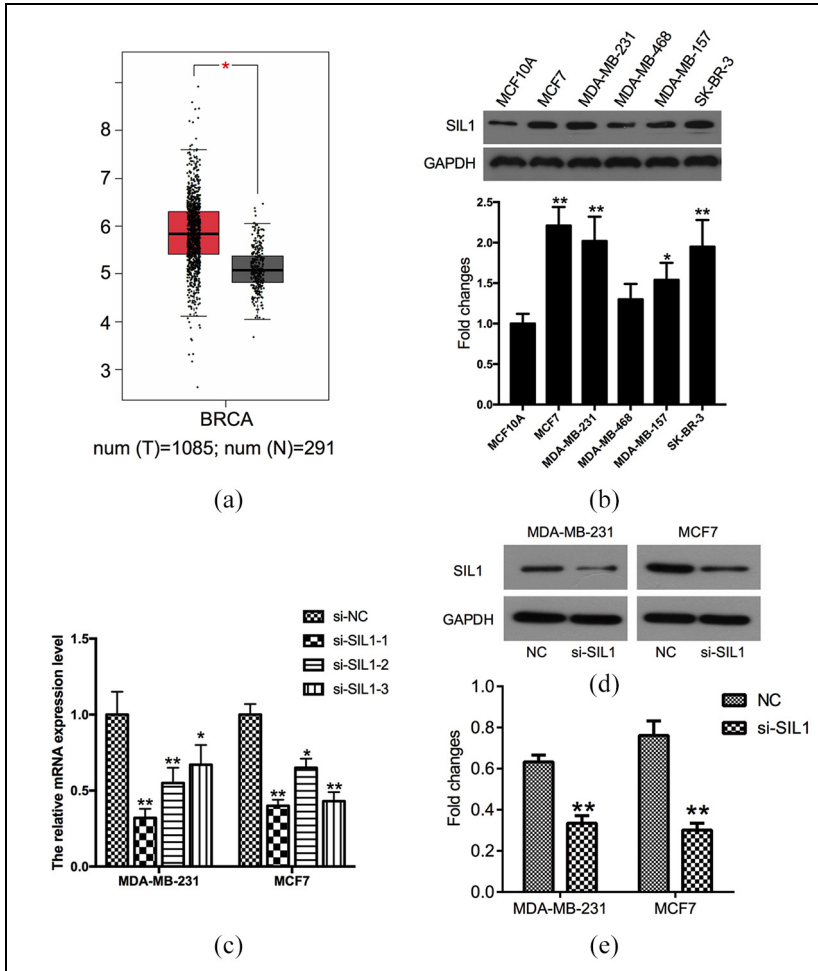 *
8
7
6
5
4
3
BRCA
num (T)=1085; num (N)=291
(a)
MCF10A
MCF7
MDA-MB-231
MDA-MB-468
MDA-MB-157
SK-BR-3
SIL1
GAPDH
Fold changes
2.5
2.0
1.5
1.0
0.5
0.0
**
**
*
**
MCF10A
MCF7
MDA-MB-231
MDA-MB-468
MDA-MB-157
SK-BR-3
(b)
si-NC
si-SIL1-1
si-SIL1-2
si-SIL1-3
The relative mRNA expression level
1.5
1.0
0.5
0.0
**
**
*
**
*
**
MDA-MB-231
MCF7
(c)
MDA-MB-231 MCF7
SIL1
GAPDH
NC si-SIL1 NC si-SIL1
(d)
NC
si-SIL1
Fold changes
1.0
0.8
0.6
0.4
0.2
0.0
**
**
MDA-MB-231 MCF7
(e)